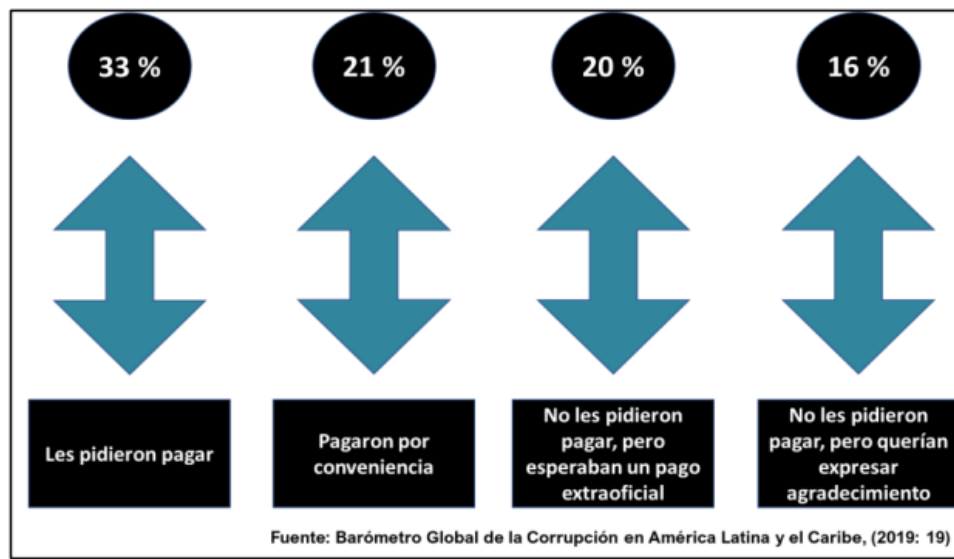 33 %
21 %
20 %
16 %
Les pidieron pagar
Pagaron por
conveniencia
No les pidieron
pagar, pero
esperaban un pago
extraoficial
No les pidieron
pagar, pero querían
expresar
agradecimiento
Fuente: Barómetro Global de la Corrupción en América Latina y el Caribe, (2019: 19)